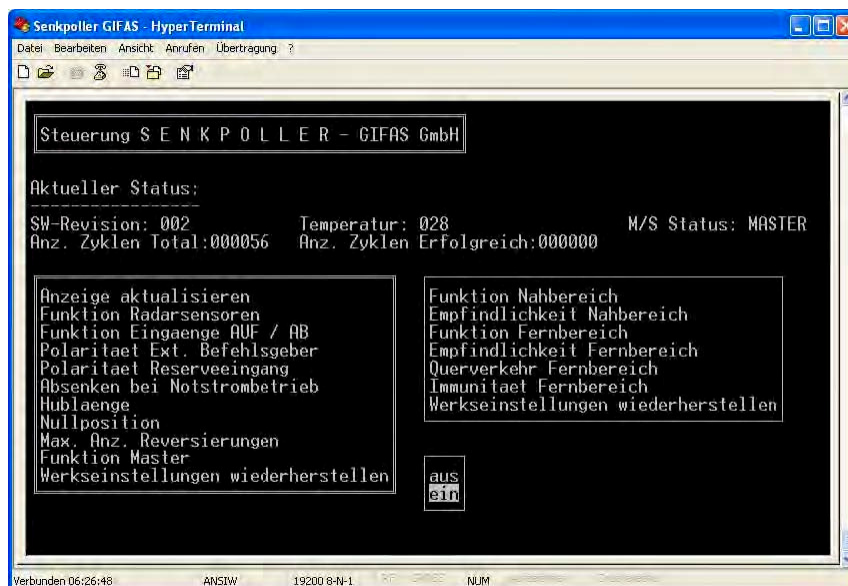 Senkpoller GIFAS - HyperTerminal
Datei Bearbeiten Ansicht Anrufen Übertragung ?
Steuerung S E N K P O L L E R - GIFAS GmbH
Aktueller Status:
-----------------
SW-Revision: 002 Temperatur: 028 M/S Status: MASTER
Anz. Zyklen Total:000056 Anz. Zyklen Erfolgreich:000000
Anzeige aktualisieren
Funktion Radarsensoren
Funktion Eingaenge AUF / AB
Polaritaet Ext. Befehlsgeber
Polaritaet Reserveeingang
Absenken bei Notstrombetrieb
Hublaenge
Nullposition
Max. Anz. Reversierungen
Funktion Master
Werkseinstellungen wiederherstellen
Funktion Nahbereich
Empfindlichkeit Nahbereich
Funktion Fernbereich
Empfindlichkeit Fernbereich
Querverkehr Fernbereich
Immunitaet Fernbereich
Werkseinstellungen wiederherstellen
aus
ein
Verbunden 06:26:48 ANSIW 19200 8-N-1 NUM